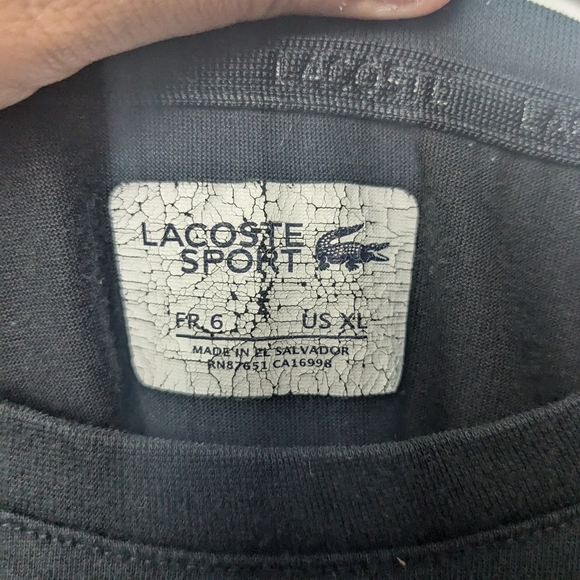 LACOSTE
LACOSTE
SPORT
FR 6 US XL
MADE IN EL SALVADOR
RN87651 CA16998